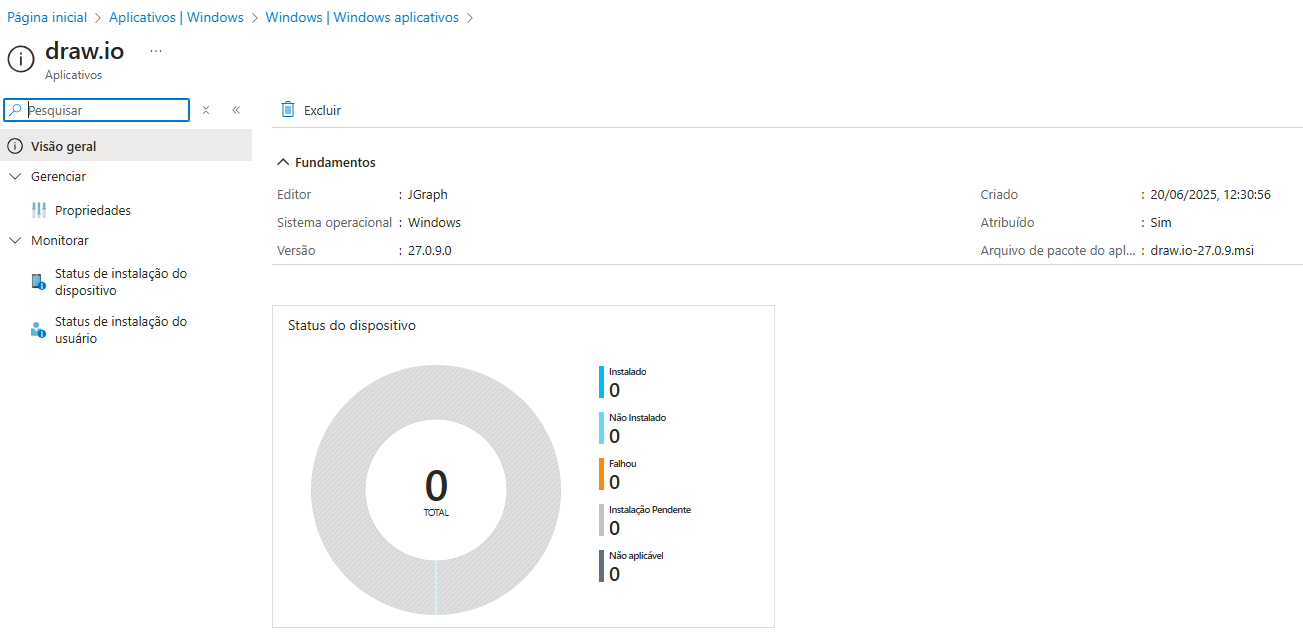 Página inicial > Aplicativos | Windows > Windows | Windows aplicativos >
draw.io ...
Aplicativos
Pesquisar
Excluir
Visão geral
Gerenciar
Propriedades
Monitorar
Status de instalação do
dispositivo
Status de instalação do
usuário
Fundamentos
Editor : JGraph
Sistema operacional : Windows
Versão : 27.0.9.0
Criado : 20/06/2025, 12:30:56
Atribuído : Sim
Arquivo de pacote do apl... : draw.io-27.0.9.msi
Status do dispositivo
0
TOTAL
Instalado
0
Não Instalado
0
Falhou
0
Instalação Pendente
0
Não aplicável
0